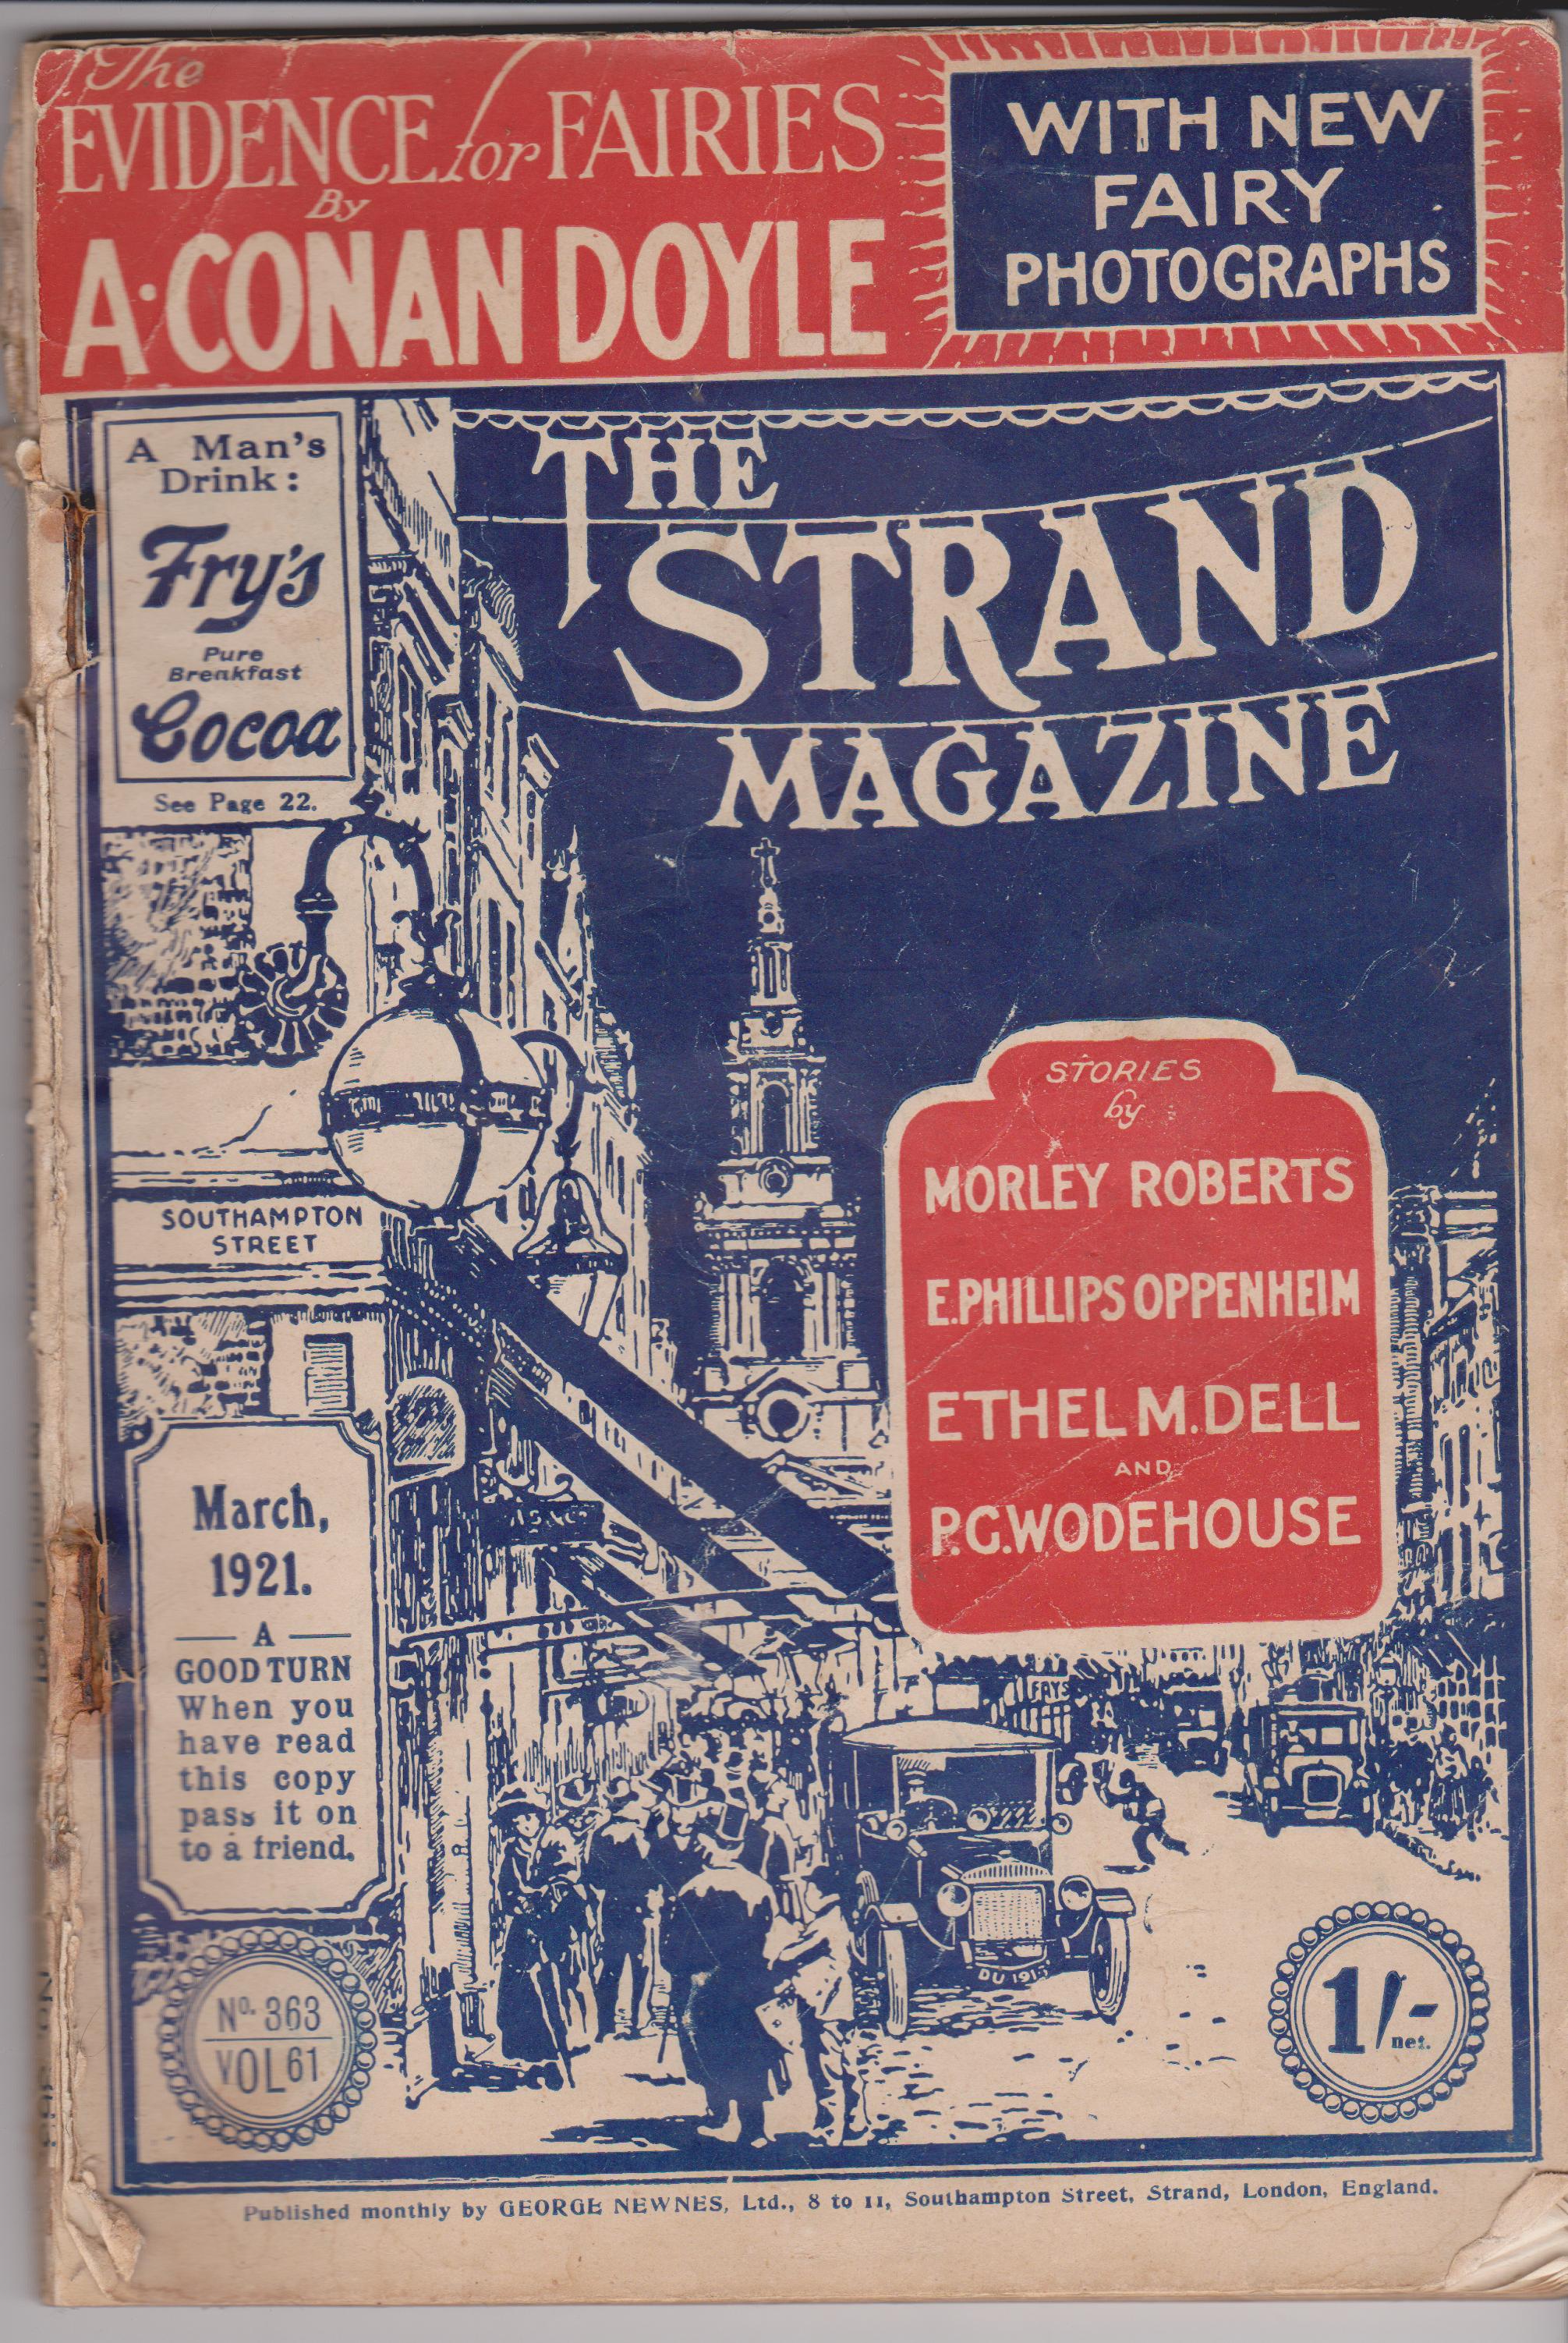 The
EVIDENCE for FAIRIES
By
A. CONAN DOYLE
WITH NEW
FAIRY
PHOTOGRAPHS
A Man's
Drink:
Fry's
Pure
Breakfast
Cocoa
See Page 22.
THE
STRAND
MAGAZINE
SOUTHAMPTON
STREET
STORIES
by
MORLEY ROBERTS
E. PHILLIPS OPPENHEIM
ETHEL M. DELL
AND
P.G. WODEHOUSE
March,
1921.
A
GOOD TURN
When you
have read
this copy
pass it on
to a friend.
FRYS
DU 1915
No. 363
VOL 61
1/-
net.
Published monthly by GEORGE NEWNES, Ltd., 8 to 11, Southampton Street, Strand, London, England.